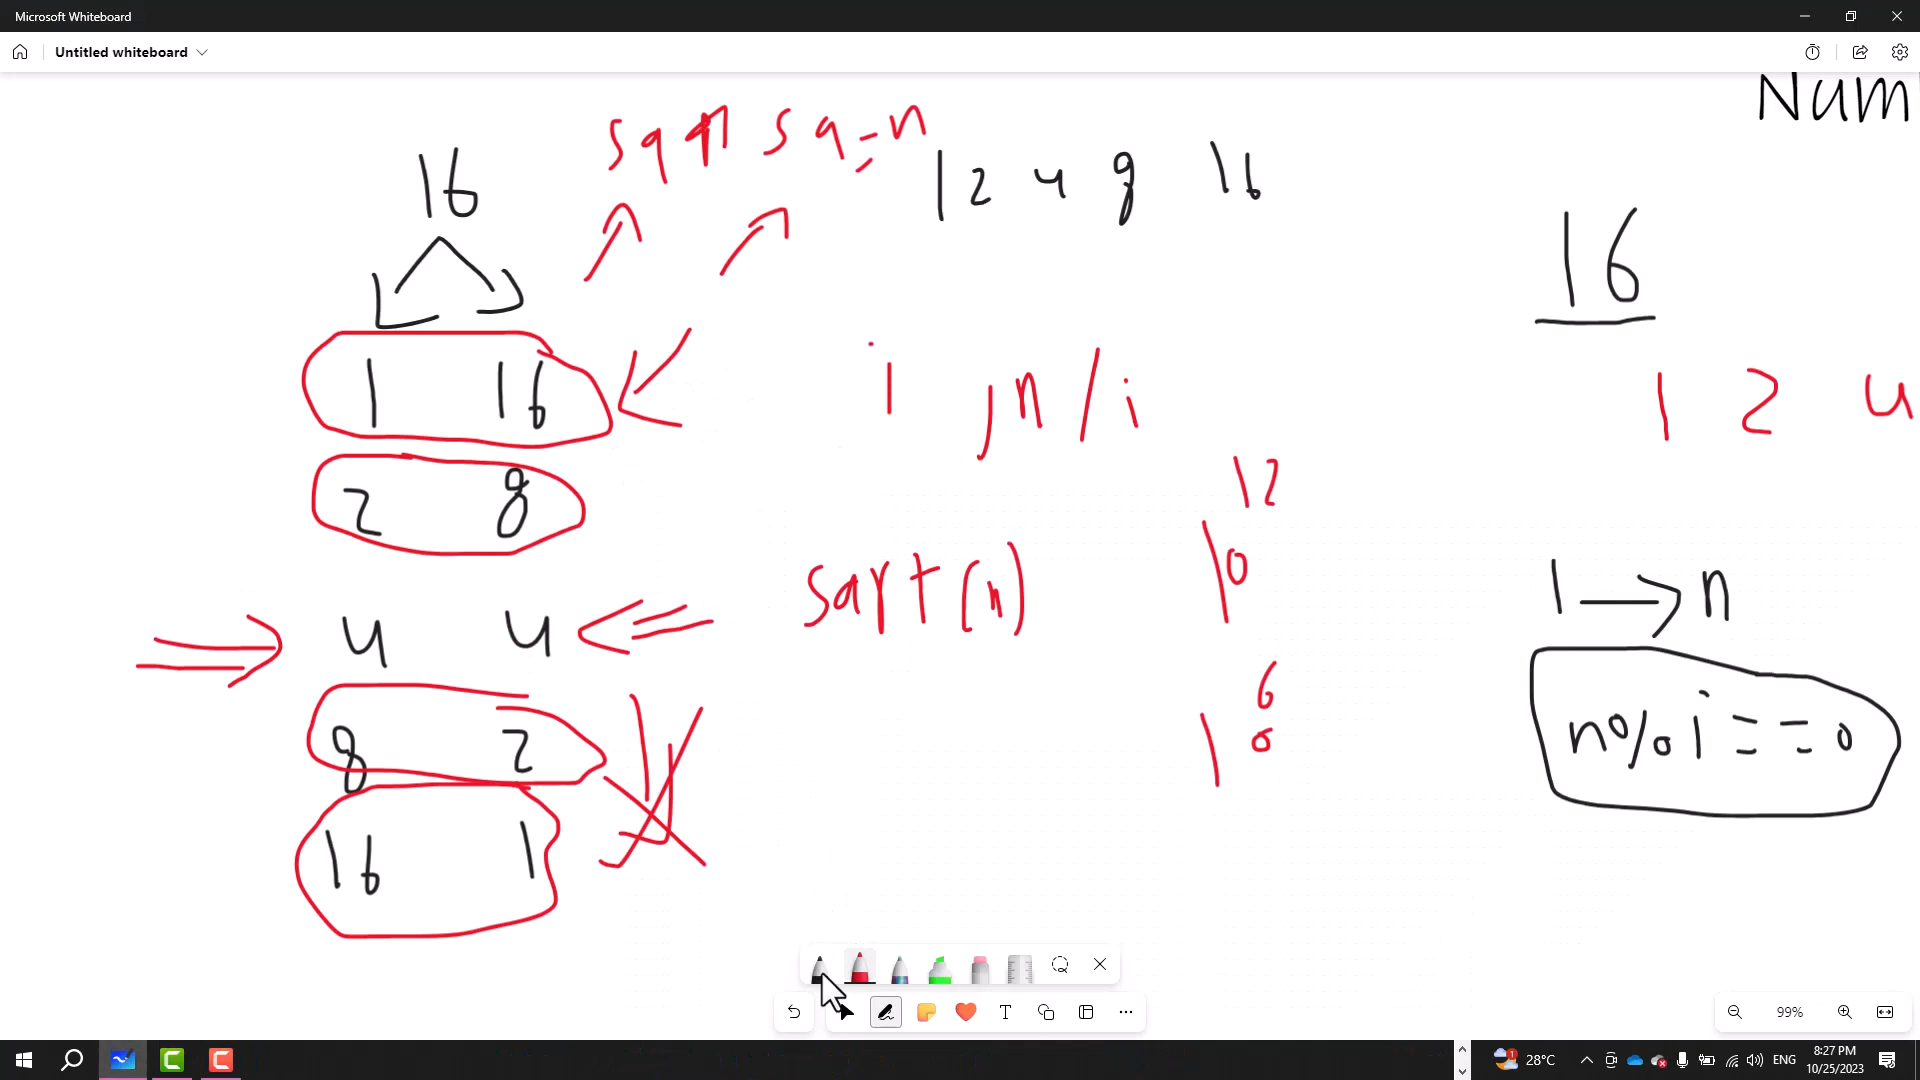 Microsoft Whiteboard
Untitled whiteboard
Num
sq sq = n
16
1 2 4 8 16
16
1 16
i , n / i
1 2 4
2 8
12
10
sqrt (n)
1 → n
4 4
6
10
n % i == 0
8 2
16 1
T
99%
1
28°C
ENG
8:27 PM
10/25/2023